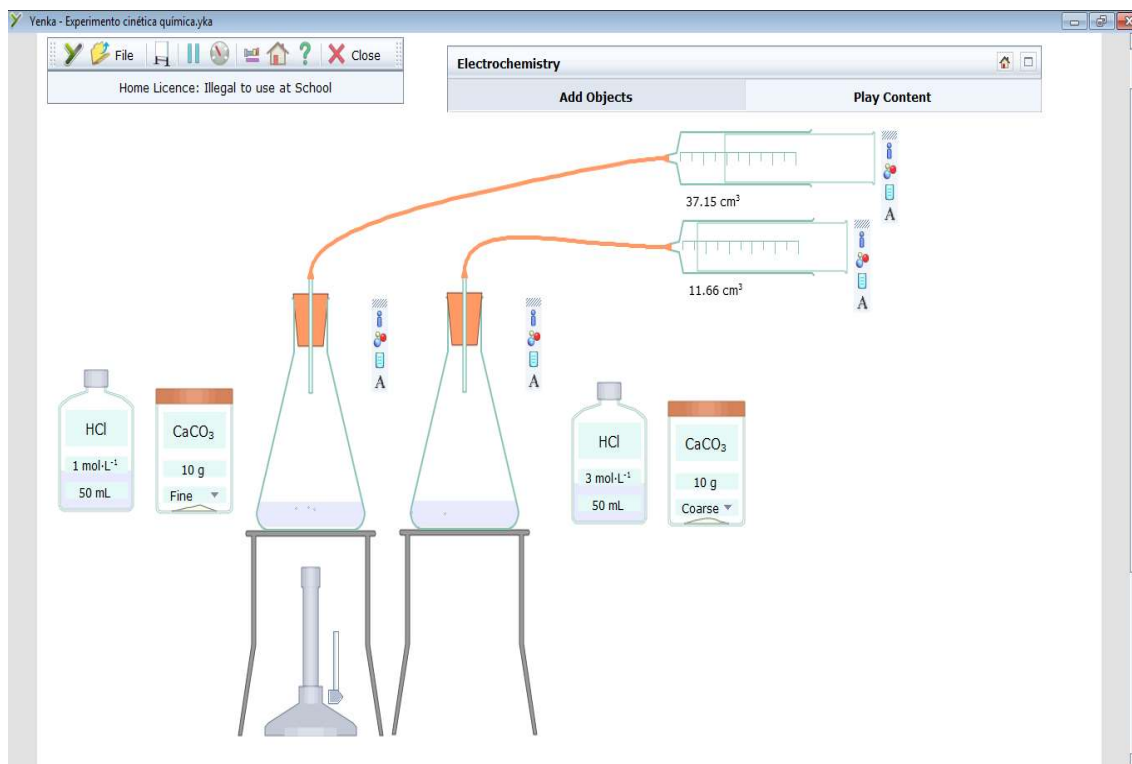 Yenka - Experimento cinética química.yka
File
Close
Home Licence: Illegal to use at School
Electrochemistry
Add Objects
Play Content
37.15 cm³
A
11.66 cm³
A
A
A
HCl
1 mol·L⁻¹
50 mL
CaCO₃
10 g
Fine
HCl
3 mol·L⁻¹
50 mL
CaCO₃
10 g
Coarse